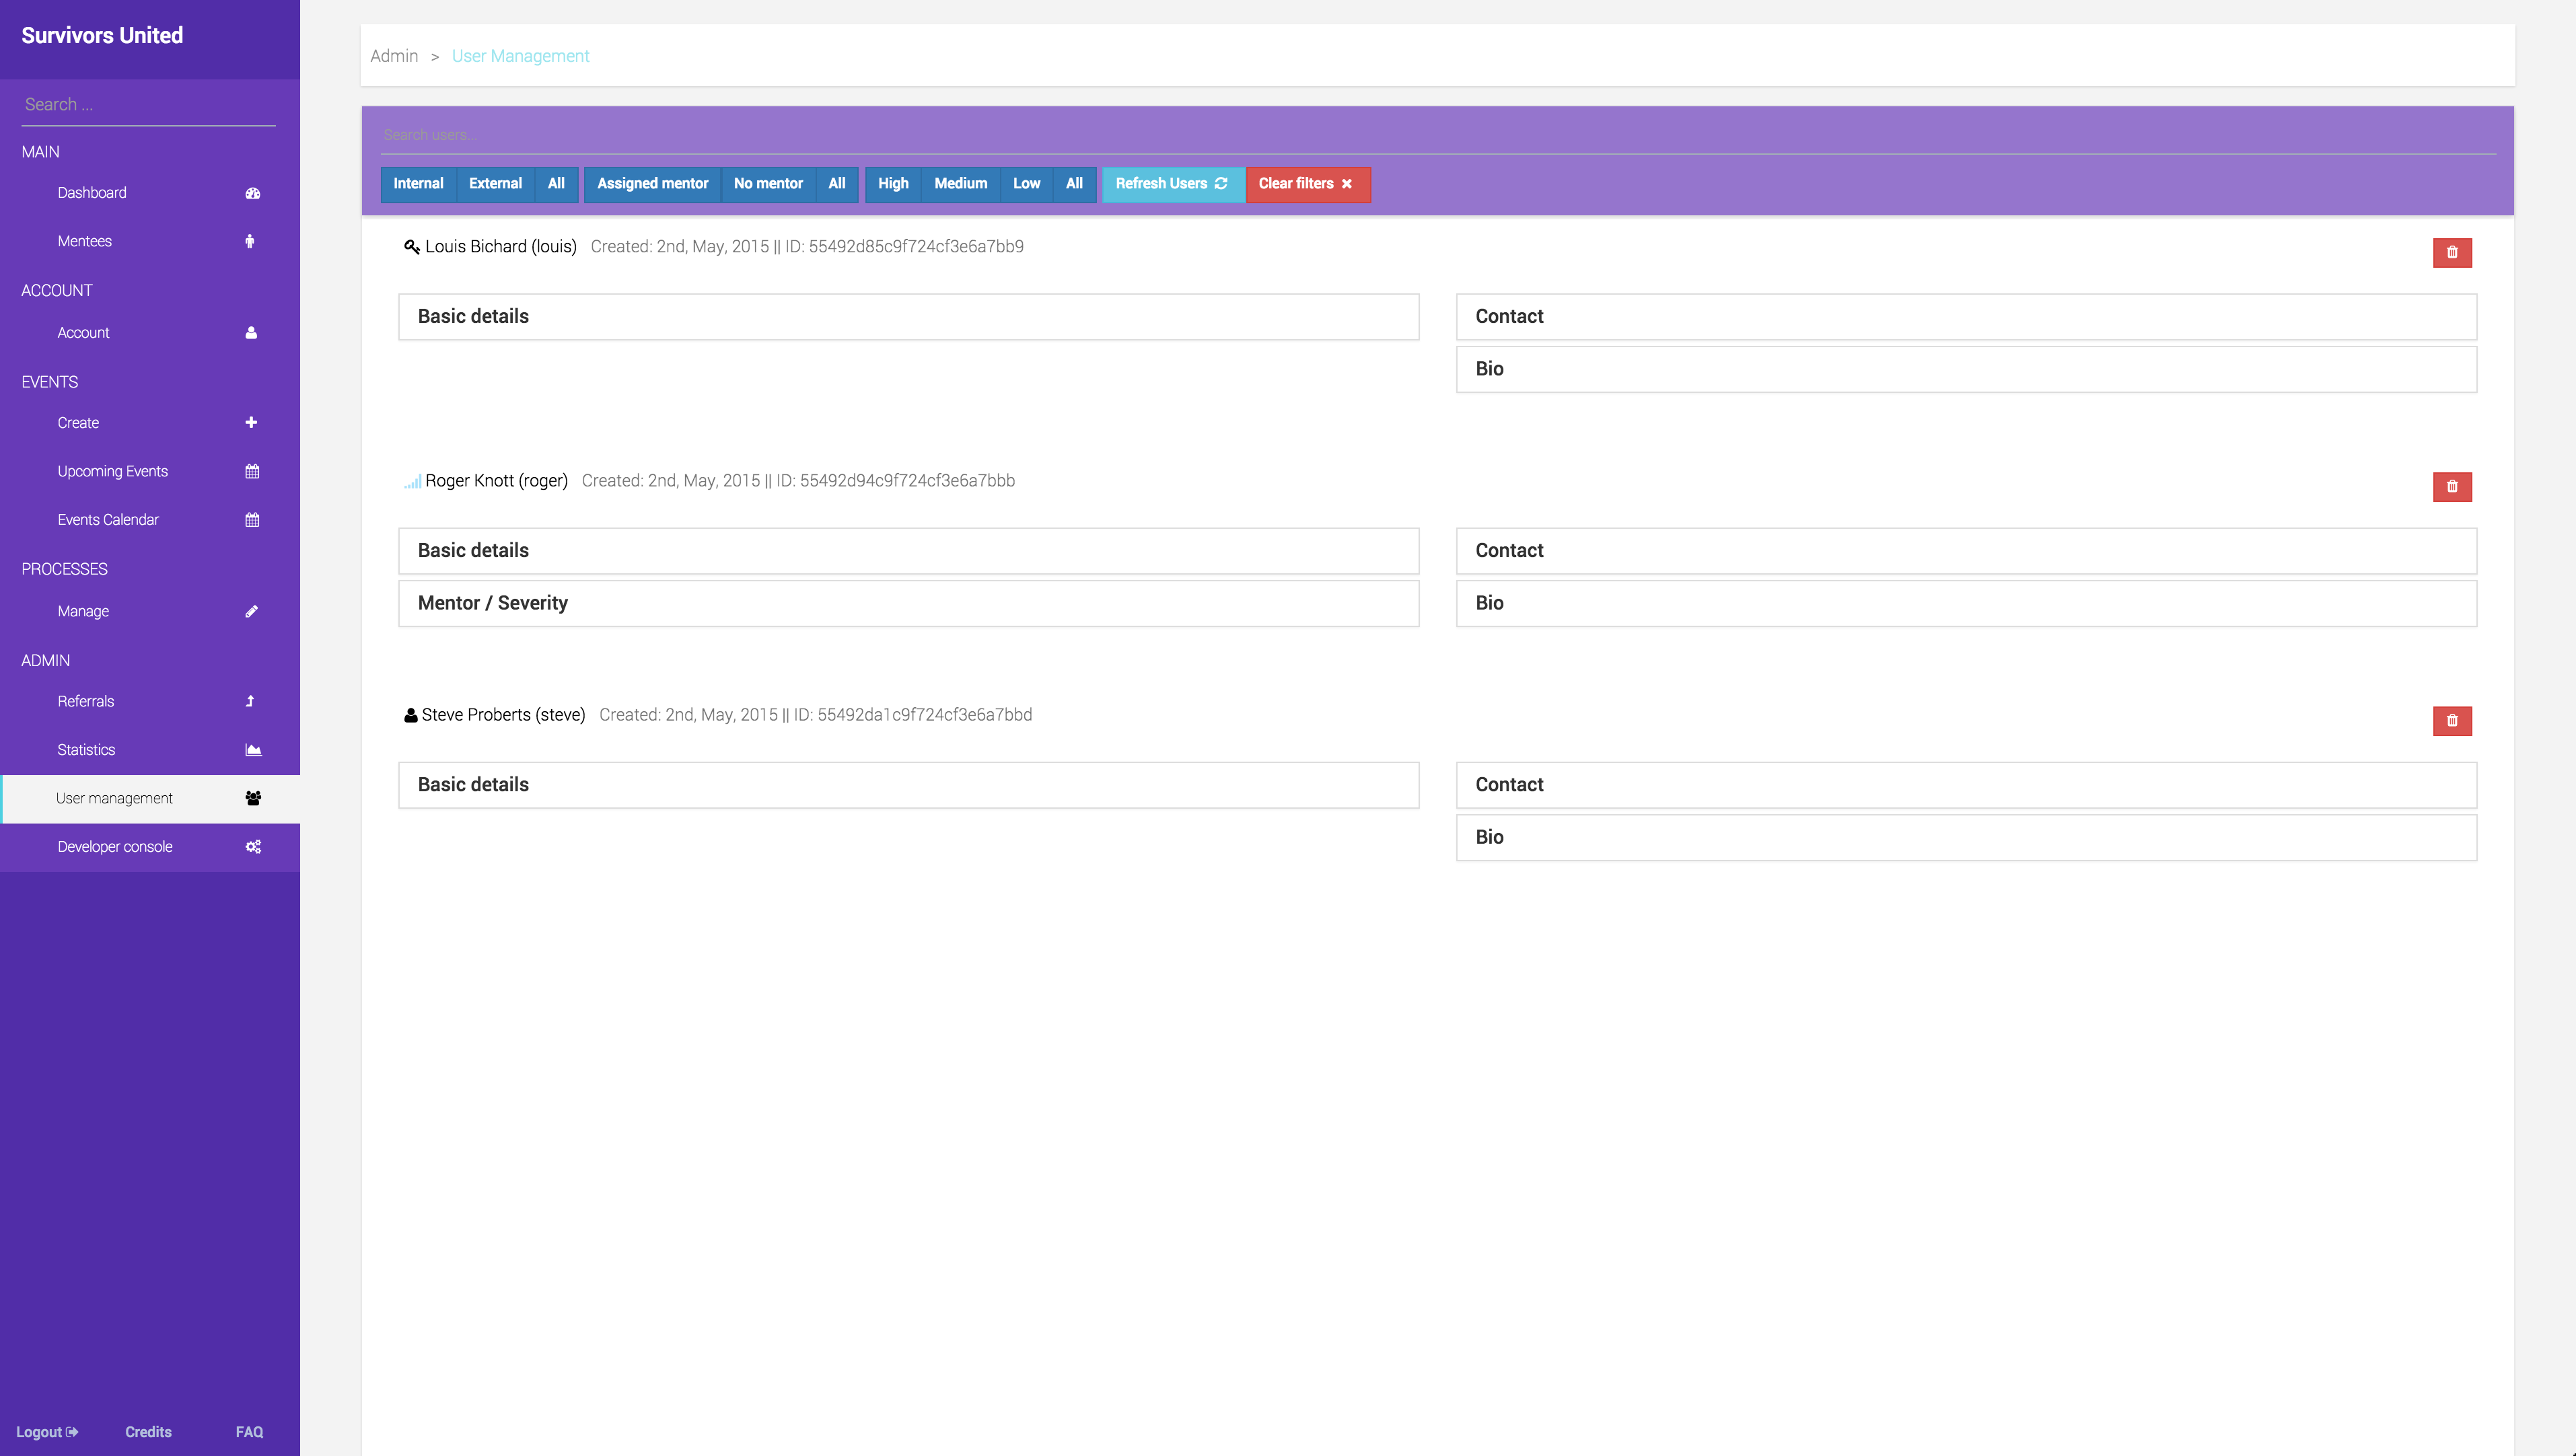 Survivors United
Search ...
MAIN
Dashboard
Mentees
ACCOUNT
Account
EVENTS
Create
Upcoming Events
Events Calendar
PROCESSES
Manage
ADMIN
Referrals
Statistics
User management
Developer console
Logout
Credits
FAQ
Admin > User Management
Search users...
Internal External All Assigned mentor No mentor All High Medium Low All Refresh Users Clear filters
Louis Bichard (louis) Created: 2nd, May, 2015 || ID: 55492d85c9f724cf3e6a7bb9
Basic details
Contact
Bio
Roger Knott (roger) Created: 2nd, May, 2015 || ID: 55492d94c9f724cf3e6a7bbb
Basic details
Mentor / Severity
Contact
Bio
Steve Proberts (steve) Created: 2nd, May, 2015 || ID: 55492da1c9f724cf3e6a7bbd
Basic details
Contact
Bio